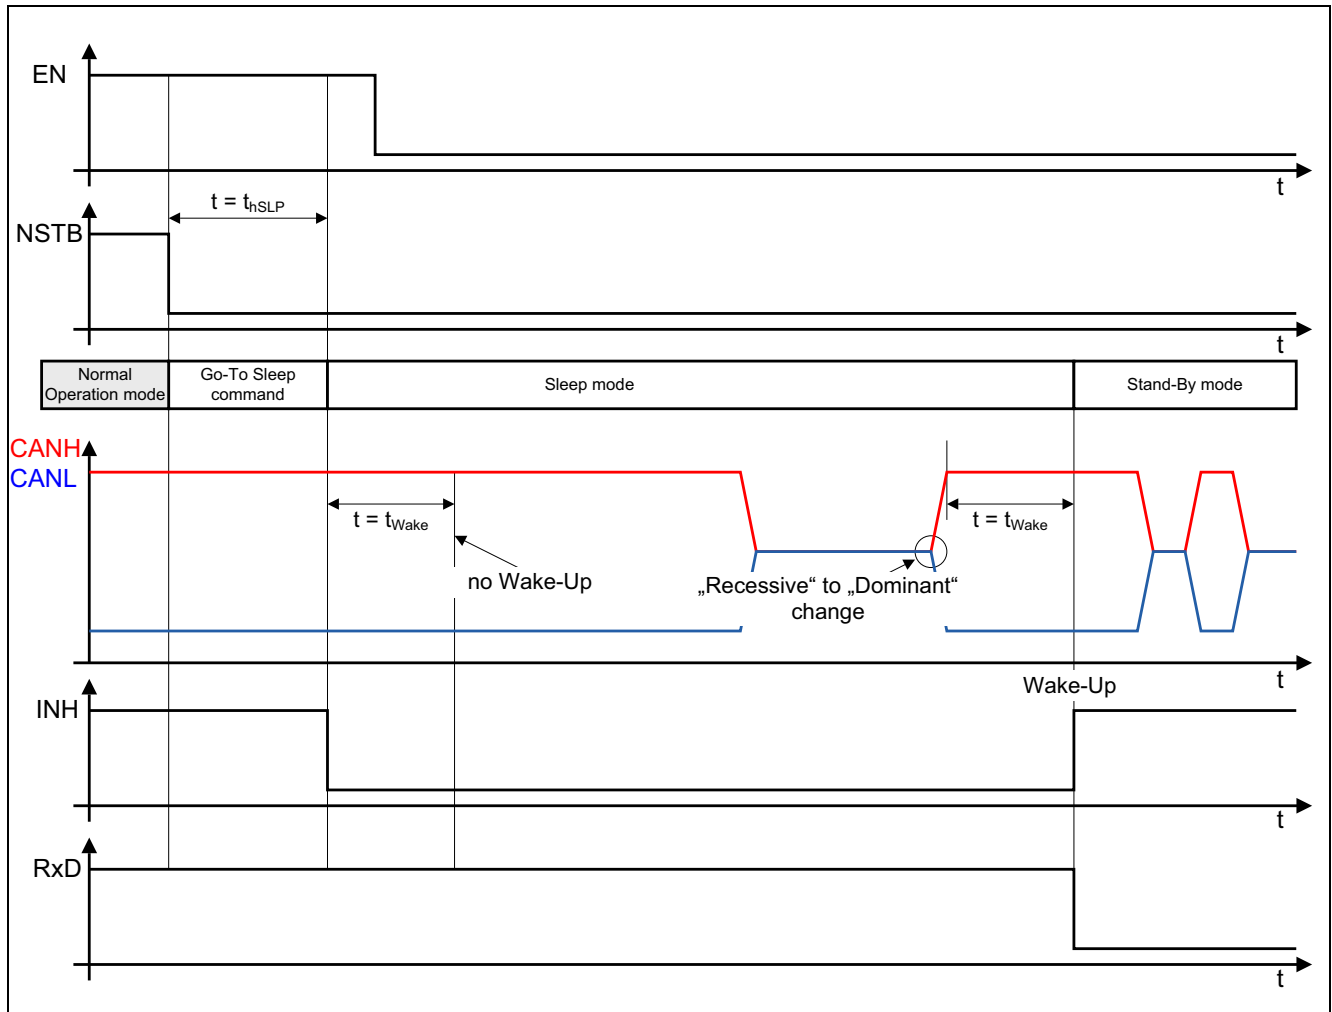 EN
t
t = thSLP
NSTB
t
Normal
Operation mode
Go-To Sleep
command
Sleep mode
Stand-By mode
CANH
CANL
t = tWake
t = tWake
no Wake-Up
„Recessive“ to „Dominant“
change
t
Wake-Up
INH
t
RxD
t